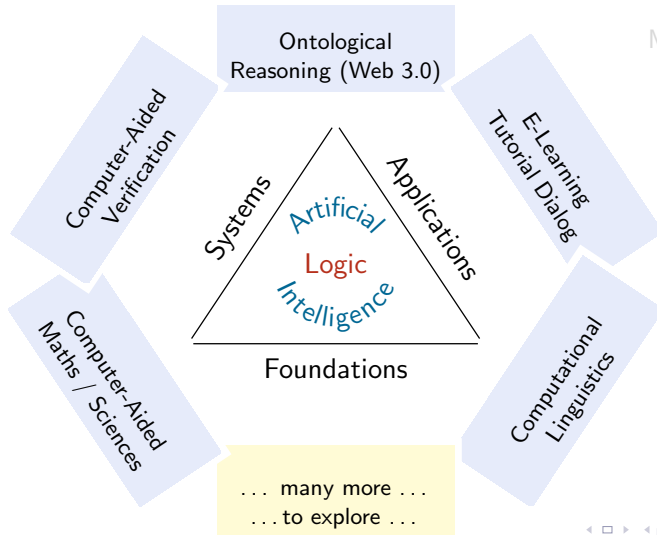 Ontological
Reasoning (Web 3.0)
M
Computer-Aided
Verification
E-Learning
Tutorial Dialog
Systems
Applications
Artificial
Logic
Intelligence
Foundations
Computer-Aided
Maths / Sciences
Computational
Linguistics
... many more ...
... to explore ...